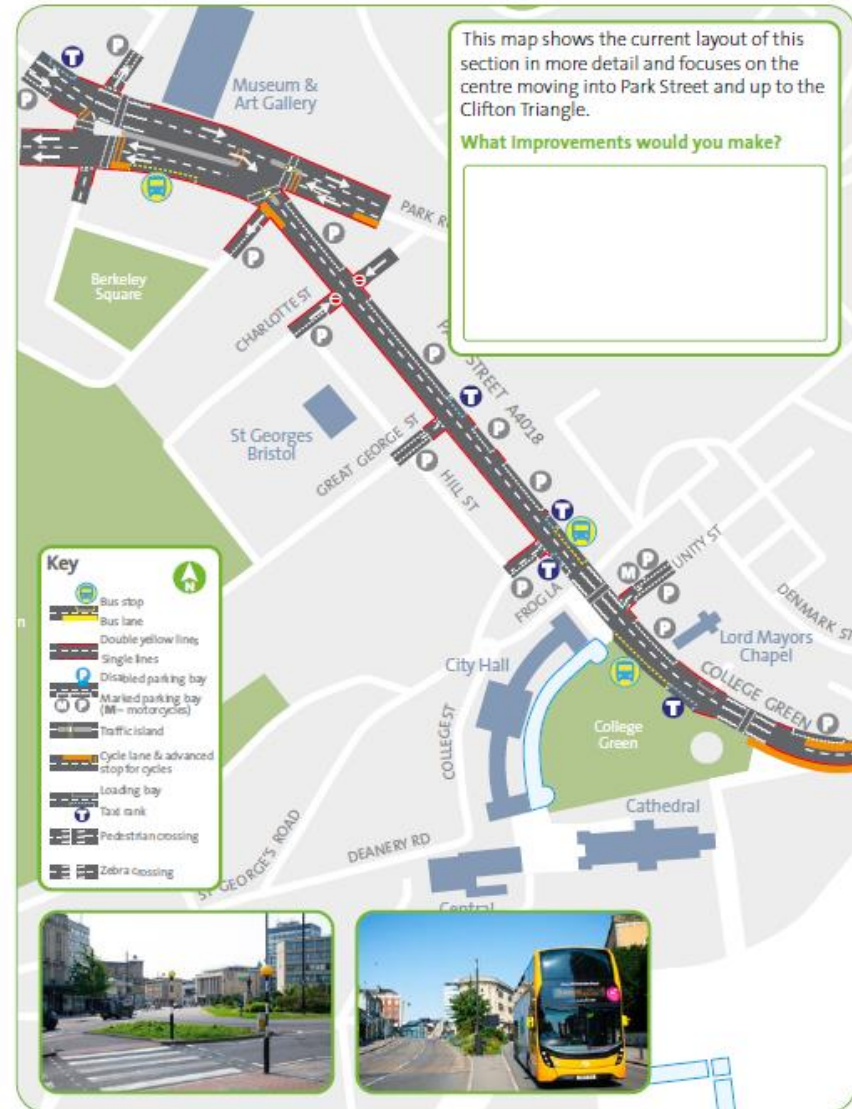 This map shows the current layout of this
section in more detail and focuses on the
centre moving into Park Street and up to the
Clifton Triangle.
What improvements would you make?
T
P
P
Museum &
Art Gallery
PARK R
P
P
Berkeley
Square
CHARLOTTE ST
P
P
STREET A4018
T
St Georges
Bristol
GREAT GEORGE ST
P
P
HILL ST
P
T
T
P
FROG LA
M
P
P
P
UNITY ST
DENMARK ST
Lord Mayors
Chapel
City Hall
COLLEGE GREEN
P
T
College
Green
COLLEGE ST
Cathedral
DEANERY RD
GEORGE'S ROAD
Key
N
Bus stop
Bus lane
Double yellow lines
Single lines
P
Disabled parking bay
M P
Marked parking bay
(M – motorcycles)
Traffic island
Cycle lane & advanced
stop for cycles
Loading bay
T
Taxi rank
Pedestrian crossing
Zebra crossing